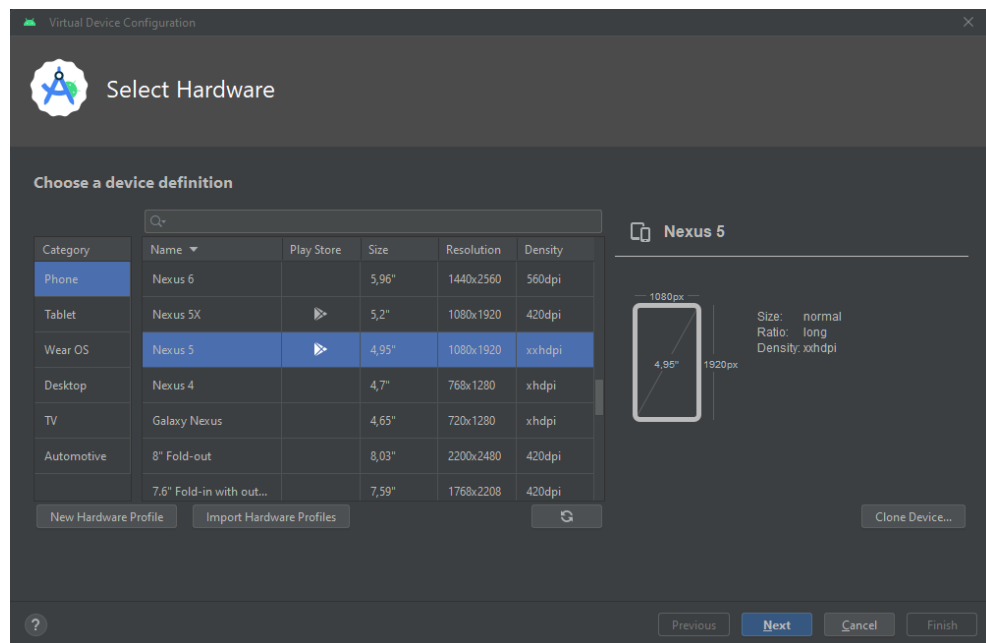 Virtual Device Configuration
Select Hardware
Choose a device definition
Category
Phone
Tablet
Wear OS
Desktop
TV
Automotive
Name Play Store Size Resolution Density
Nexus 6 5,96" 1440x2560 560dpi
Nexus 5X 5,2" 1080x1920 420dpi
Nexus 5 4,95" 1080x1920 xxhdpi
Nexus 4 4,7" 768x1280 xhdpi
Galaxy Nexus 4,65" 720x1280 xhdpi
8" Fold-out 8,03" 2200x2480 420dpi
7.6" Fold-in with out... 7,59" 1768x2208 420dpi
New Hardware Profile Import Hardware Profiles
Nexus 5
1080px
4,95"
1920px
Size: normal
Ratio: long
Density: xxhdpi
Clone Device...
? Previous Next Cancel Finish